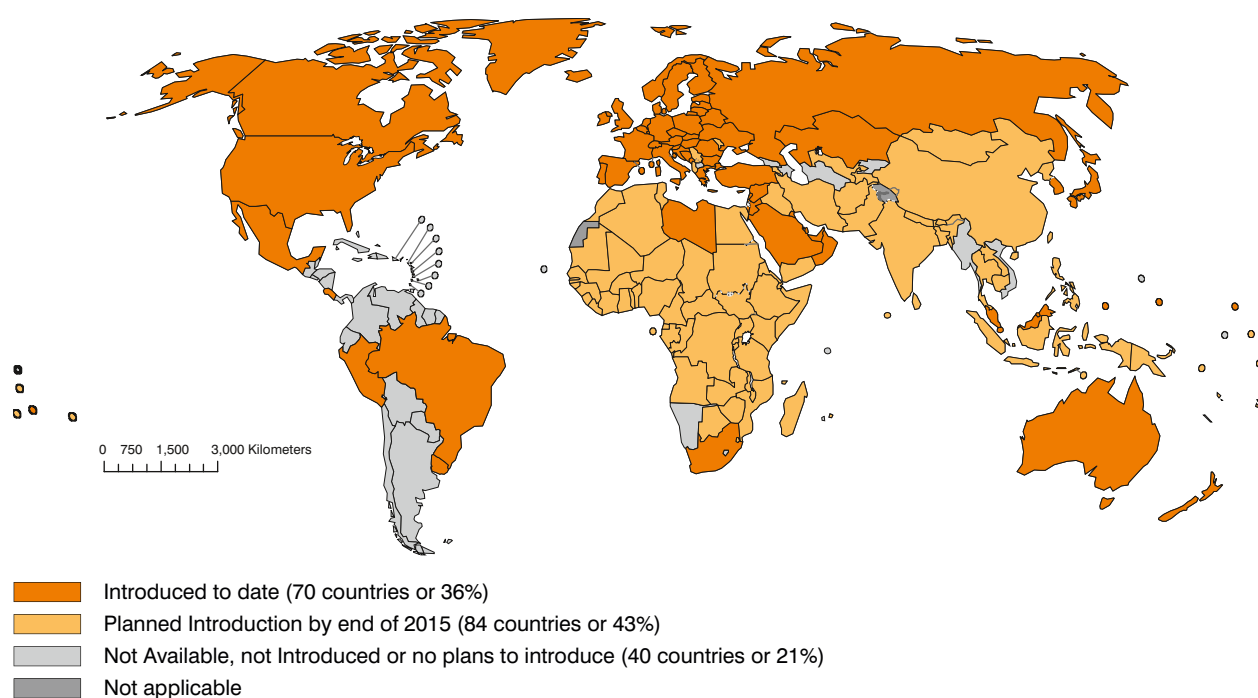 0 750 1,500 3,000 Kilometers
Introduced to date (70 countries or 36%)
Planned Introduction by end of 2015 (84 countries or 43%)
Not Available, not Introduced or no plans to introduce (40 countries or 21%)
Not applicable